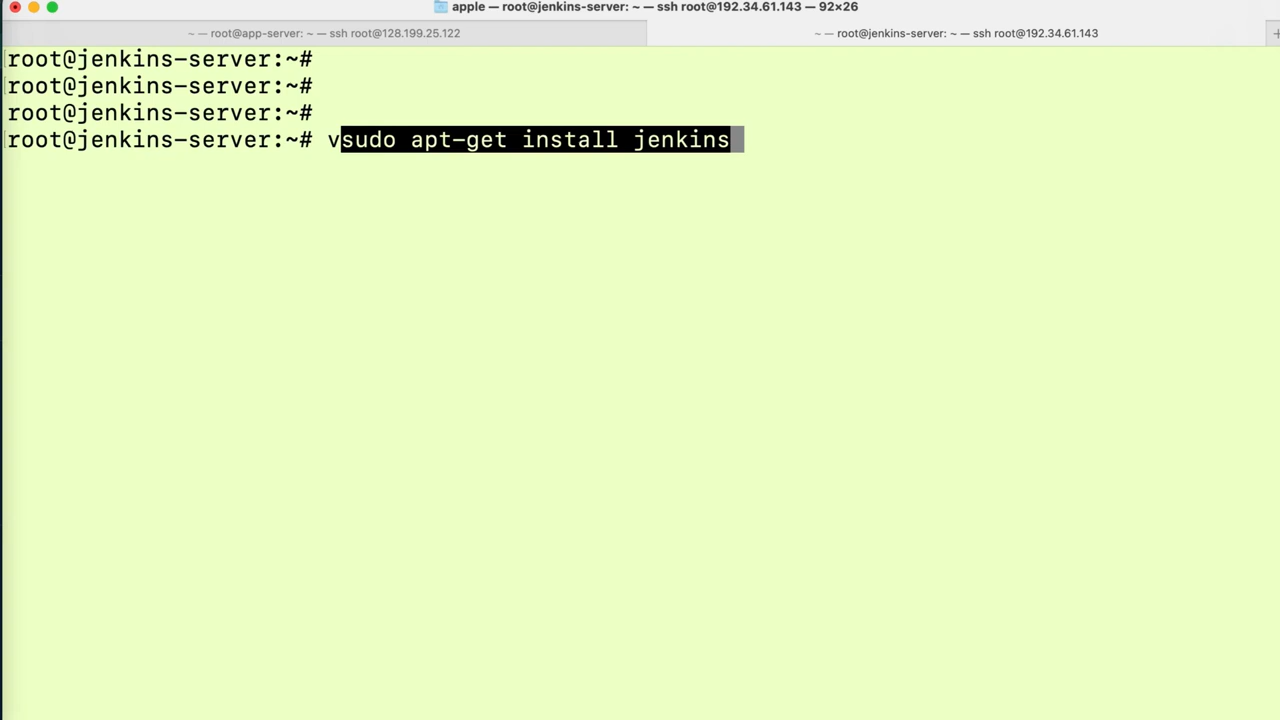 apple — root@jenkins-server: ~ — ssh root@192.34.61.143 — 92×26
~ — root@app-server: ~ — ssh root@128.199.25.122
~ — root@jenkins-server: ~ — ssh root@192.34.61.143
+
root@jenkins-server:~#
root@jenkins-server:~#
root@jenkins-server:~#
root@jenkins-server:~# vsudo apt-get install jenkins